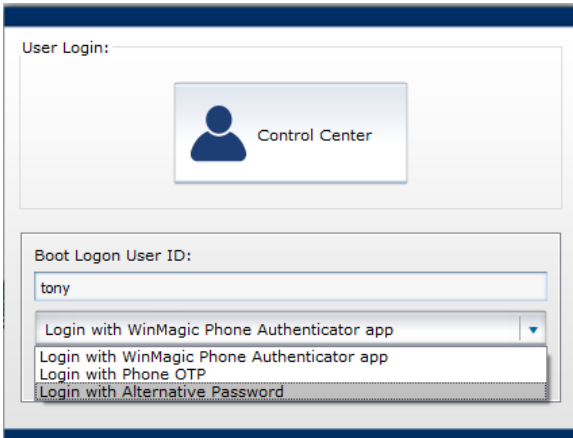 User Login:
Control Center
Boot Logon User ID:
tony
Login with WinMagic Phone Authenticator app
Login with WinMagic Phone Authenticator app
Login with Phone OTP
Login with Alternative Password